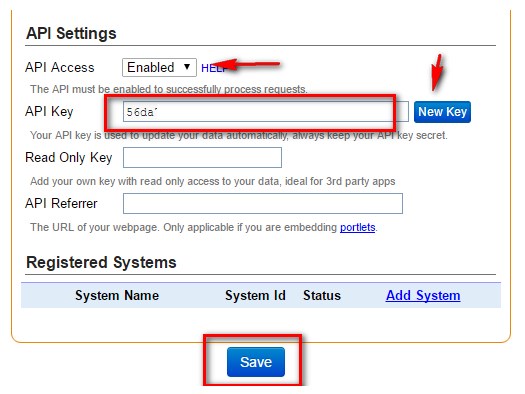 API Settings
API Access Enabled HELP
The API must be enabled to successfully process requests.
API Key 56da New Key
Your API key is used to update your data automatically, always keep your API key secret.
Read Only Key
Add your own key with read only access to your data, ideal for 3rd party apps
API Referrer
The URL of your webpage. Only applicable if you are embedding portlets.
Registered Systems
System Name System Id Status Add System
Save